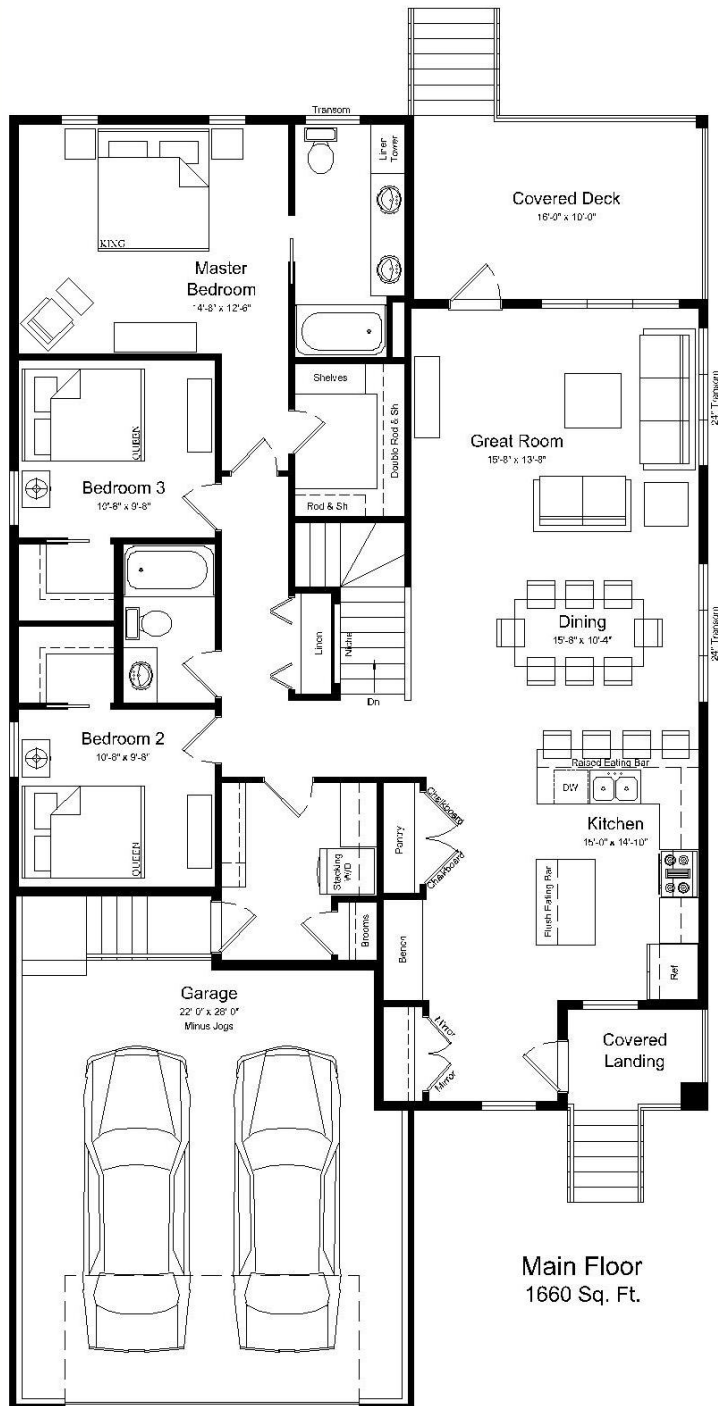 Transom
Linen
Tower
Covered Deck
16'-0" x 10'-0"
KING
Master
Bedroom
14'-8" x 12'-6"
24" Transom
Shelves
Double Rod & Sh
Rod & Sh
Great Room
15'-8" x 13'-8"
QUEEN
Bedroom 3
10'-8" x 9'-8"
Linen
Niche
Dn
Dining
15'-8" x 10'-4"
24" Transom
Bedroom 2
10'-8" x 9'-8"
QUEEN
Raised Eating Bar
DW
Kitchen
15'-0" x 14'-10"
Chalkboard
Pantry
Chalkboard
Stacking
W/D
Flush Eating Bar
Brooms
Bench
Ref
Garage
22'-0" x 28'-0"
Minus Jogs
Mirror
Mirror
Covered
Landing
Main Floor
1660 Sq. Ft.